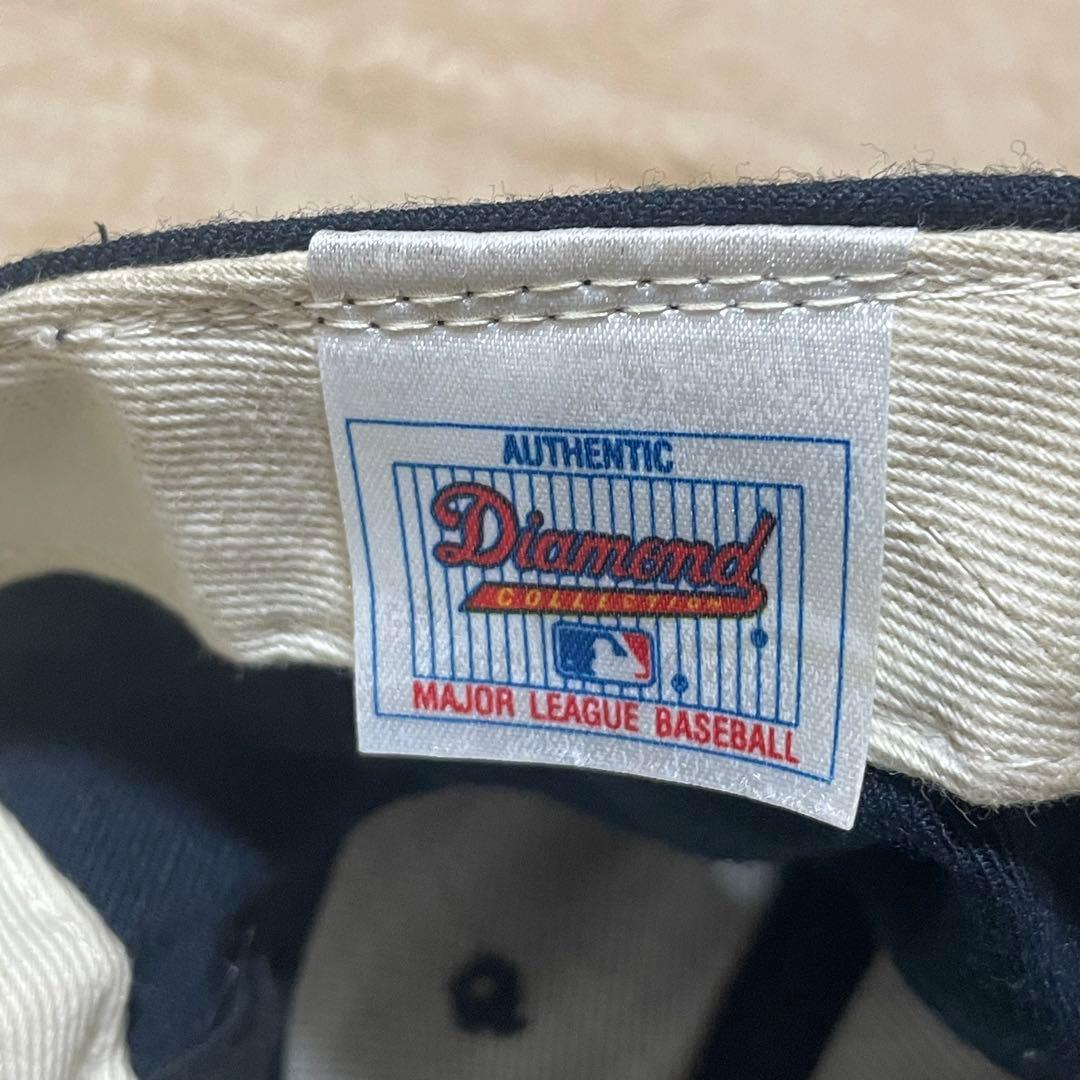 AUTHENTIC
Diamond
COLLECTION
MAJOR LEAGUE BASEBALL